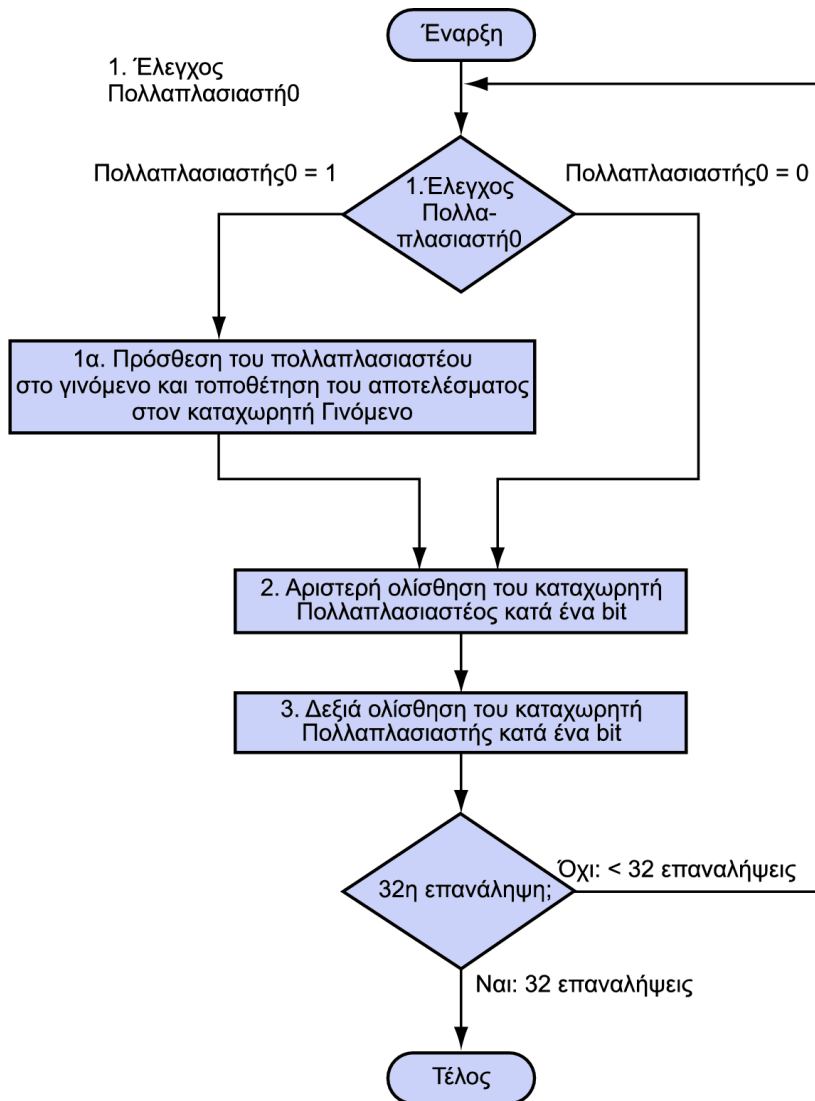 Έναρξη
1. Έλεγχος
Πολλαπλασιαστή0
Πολλαπλασιαστής0 = 1
Πολλαπλασιαστής0 = 0
1.Έλεγχος
Πολλα-
πλασιαστή0
1α. Πρόσθεση του πολλαπλασιαστέου
στο γινόμενο και τοποθέτηση του αποτελέσματος
στον καταχωρητή Γινόμενο
2. Αριστερή ολίσθηση του καταχωρητή
Πολλαπλασιαστέος κατά ένα bit
3. Δεξιά ολίσθηση του καταχωρητή
Πολλαπλασιαστής κατά ένα bit
Όχι: < 32 επαναλήψεις
32η επανάληψη;
Ναι: 32 επαναλήψεις
Τέλος